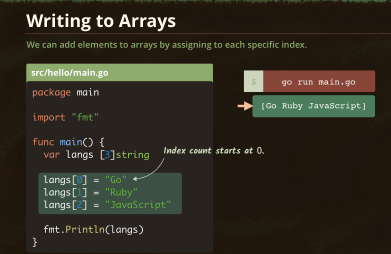 Writing to Arrays
We can add elements to arrays by assigning to each specific index.
src/hello/main.go
package main
import "fmt"
func main() {
var langs [3]string
langs[0] = "Go"
langs[1] = "Ruby"
langs[2] = "JavaScript"
fmt.Println(langs)
}
Index count starts at 0.
$ go run main.go
[Go Ruby JavaScript]